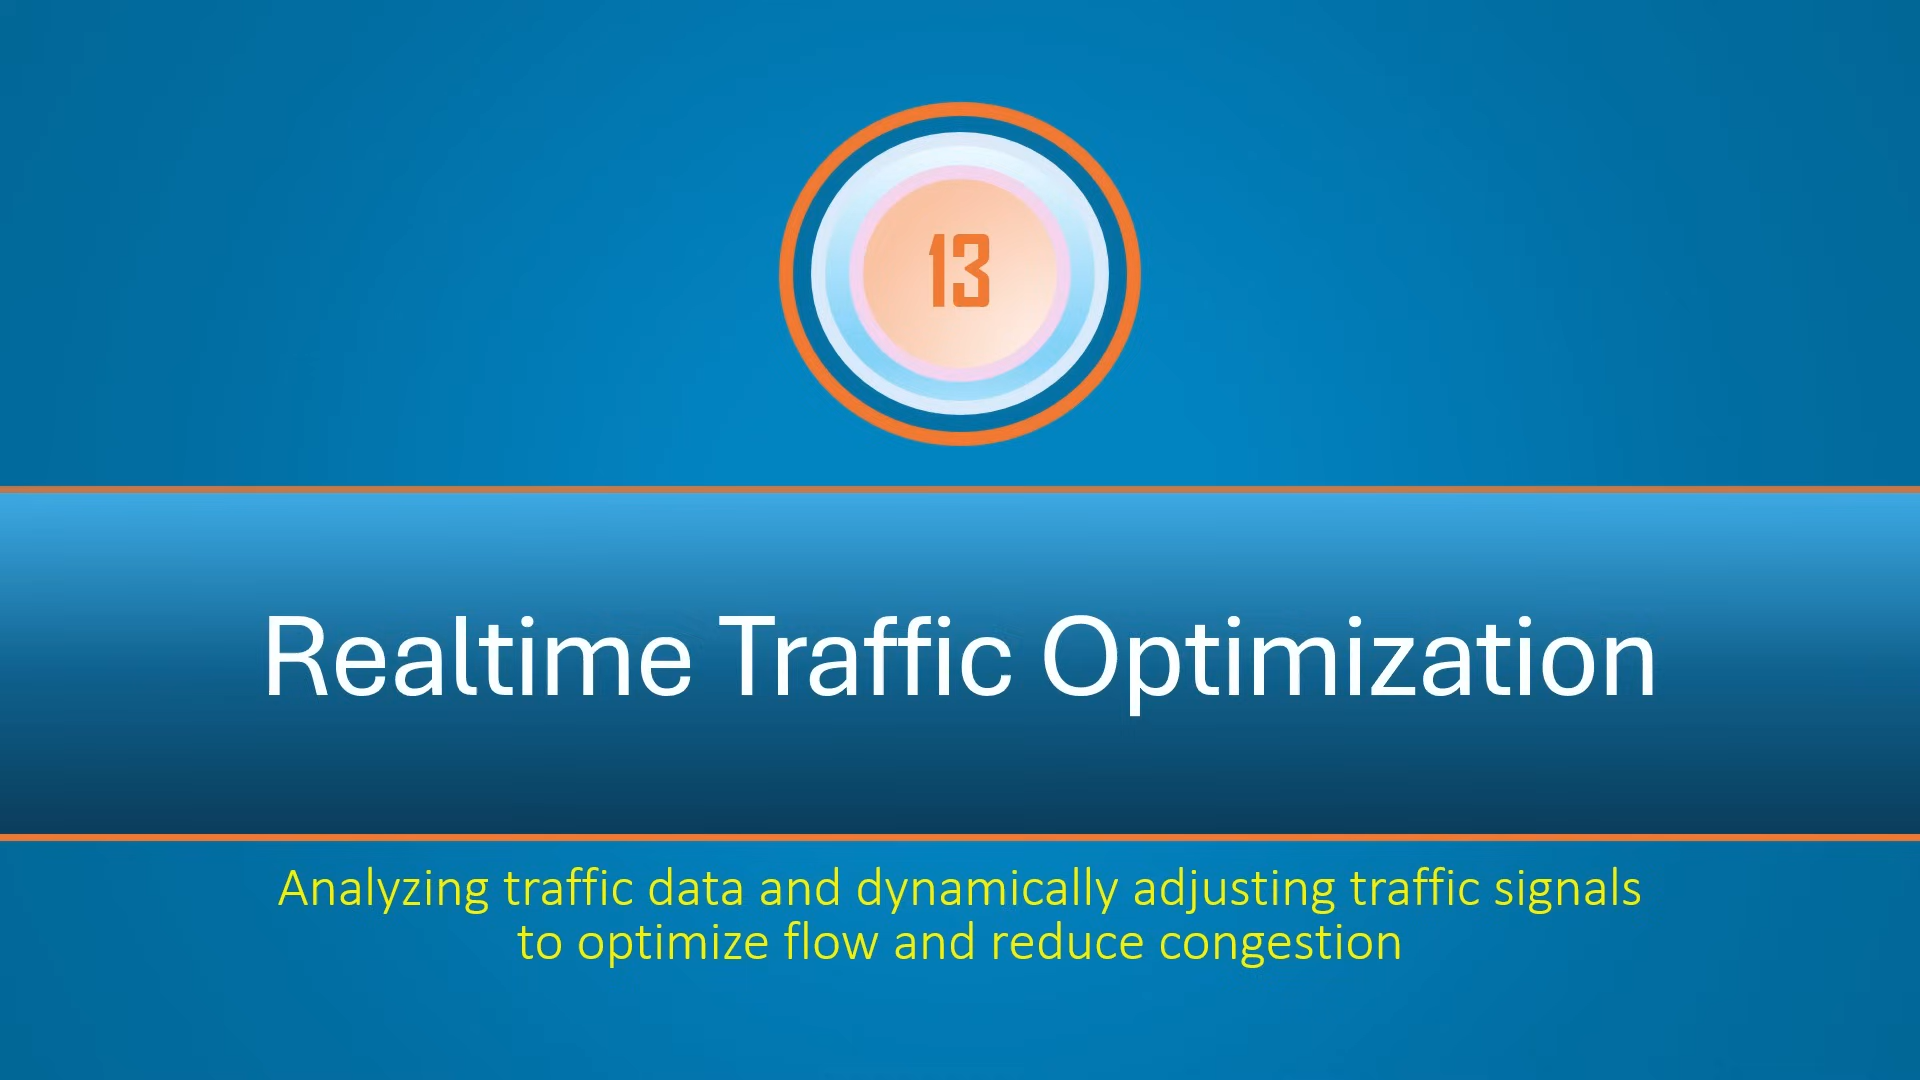 13
Realtime Traffic Optimization
Analyzing traffic data and dynamically adjusting traffic signals
to optimize flow and reduce congestion